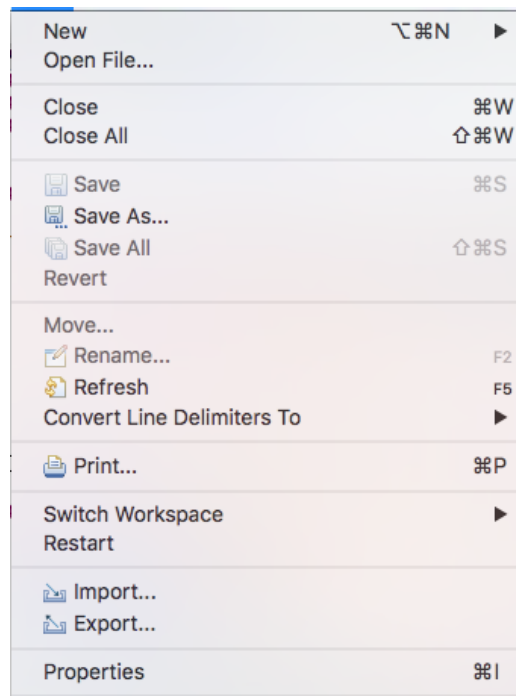 New ⌥⌘N ▶
Open File...
Close ⌘W
Close All ⇧⌘W
Save ⌘S
Save As...
Save All ⇧⌘S
Revert
Move...
Rename... F2
Refresh F5
Convert Line Delimiters To ▶
Print... ⌘P
Switch Workspace ▶
Restart
Import...
Export...
Properties ⌘I